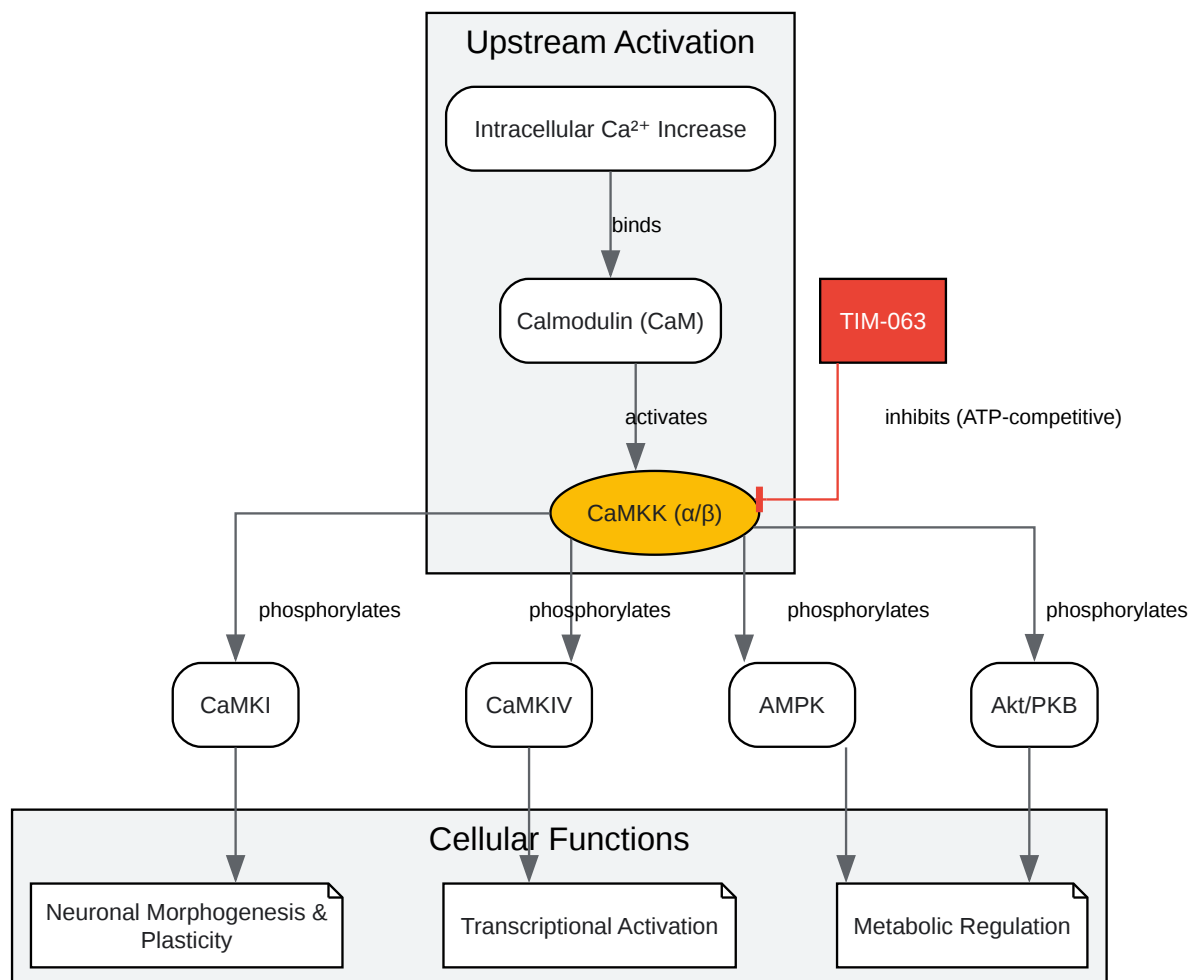 Upstream Activation
Intracellular Ca²⁺ Increase
binds
Calmodulin (CaM)
TIM-063
activates
inhibits (ATP-competitive)
CaMKK (α/β)
phosphorylates
phosphorylates
phosphorylates
phosphorylates
CaMKI
CaMKIV
AMPK
Akt/PKB
Cellular Functions
Neuronal Morphogenesis &
Plasticity
Transcriptional Activation
Metabolic Regulation